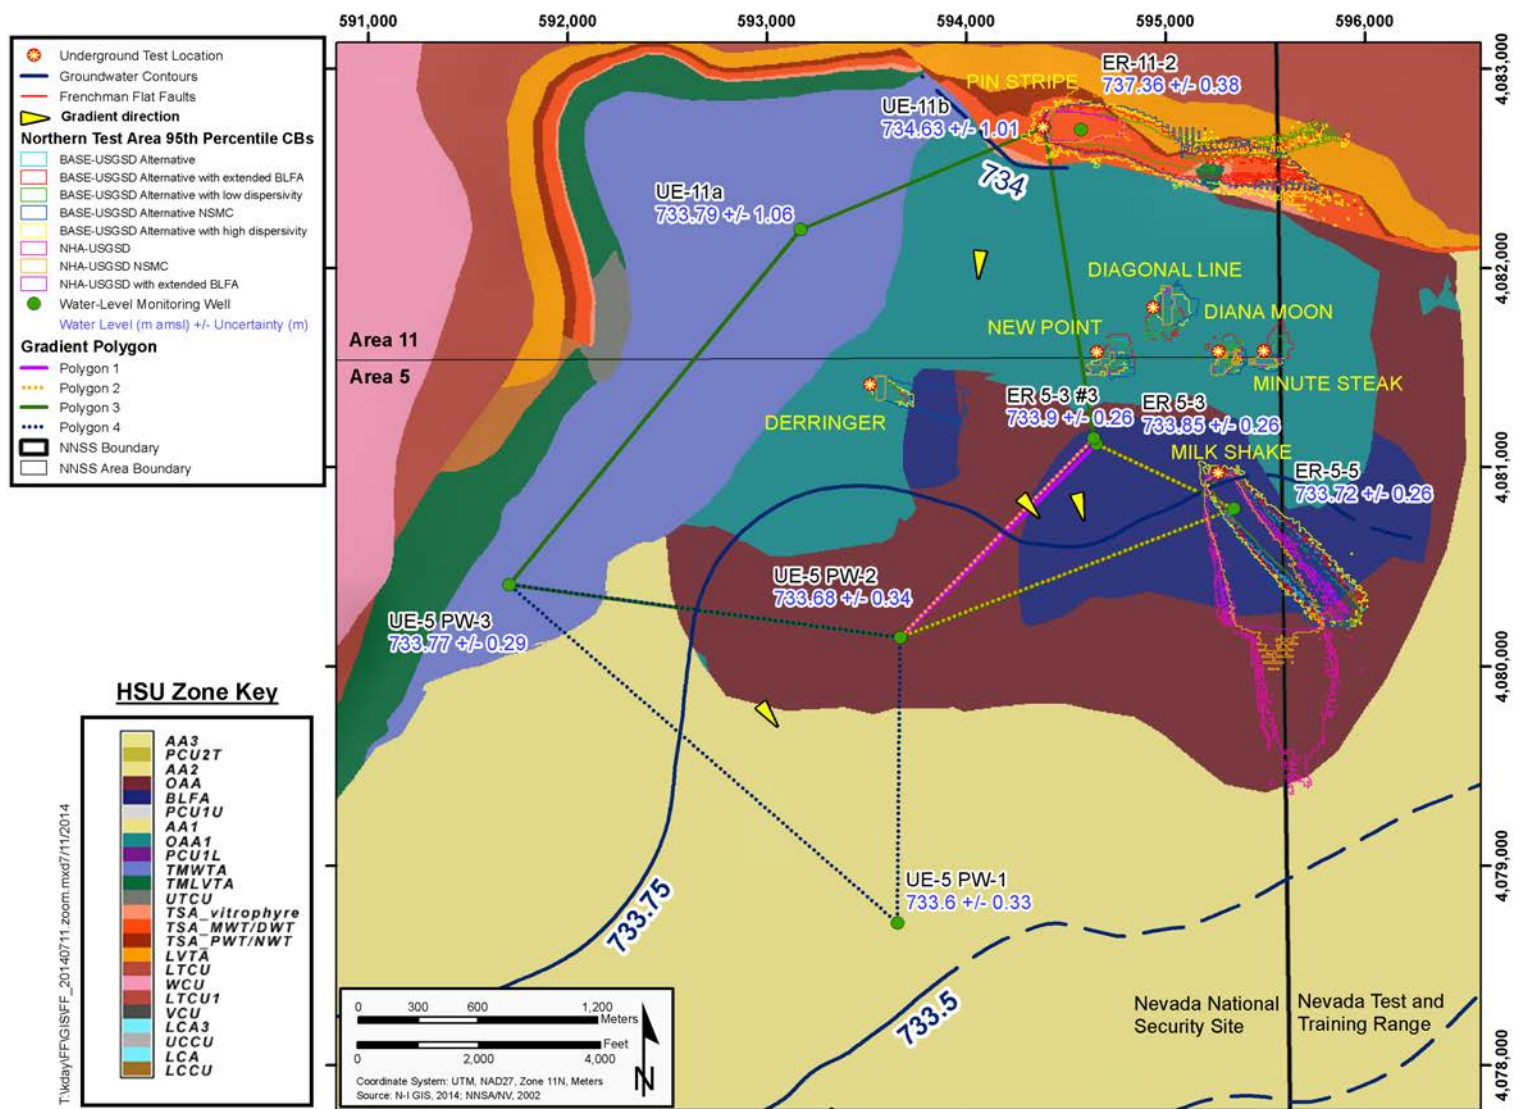 591,000
592,000
593,000
594,000
595,000
596,000
4,083,000
4,082,000
4,081,000
4,080,000
4,079,000
4,078,000
Underground Test Location
Groundwater Contours
Frenchman Flat Faults
Gradient direction
Northern Test Area 95th Percentile CBs
BASE-USGSD Alternative
BASE-USGSD Alternative with extended BLFA
BASE-USGSD Alternative with low dispersivity
BASE-USGSD Alternative NSMC
BASE-USGSD Alternative with high dispersivity
NHA-USGSD
NHA-USGSD NSMC
NHA-USGSD with extended BLFA
Water-Level Monitoring Well
Water Level (m amsl) +/- Uncertainty (m)
Gradient Polygon
Polygon 1
Polygon 2
Polygon 3
Polygon 4
NNSS Boundary
NNSS Area Boundary
PIN STRIPE
ER-11-2
737.36 +/- 0.38
UE-11b
734.63 +/- 1.01
734
UE-11a
733.79 +/- 1.06
DIAGONAL LINE
DIANA MOON
NEW POINT
MINUTE STEAK
Area 11
Area 5
DERRINGER
ER 5-3 #3
733.9 +/- 0.26
ER 5-3
733.85 +/- 0.26
MILK SHAKE
ER-5-5
733.72 +/- 0.26
UE-5 PW-2
733.68 +/- 0.34
UE-5 PW-3
733.77 +/- 0.29
UE-5 PW-1
733.6 +/- 0.33
733.75
733.5
Nevada National
Security Site
Nevada Test and
Training Range
HSU Zone Key
AA3
PCU2T
AA2
OAA
BLFA
PCU1U
AA1
OAA1
PCU1L
TMWTA
TMLVTA
UTCU
TSA_vitrophyre
TSA_MWT/DWT
TSA_PWT/NWT
LVTA
LTCU
WCU
LTCU1
VCU
LCA3
UCCU
LCA
LCCU
T:\kday\FF\GIS\FF_20140711.zoom.mxd7/11/2014
0 300 600 1,200
Meters
Feet
0 2,000 4,000
N
Coordinate System: UTM, NAD27, Zone 11N, Meters
Source: N-I GIS, 2014; NNSA/NV, 2002